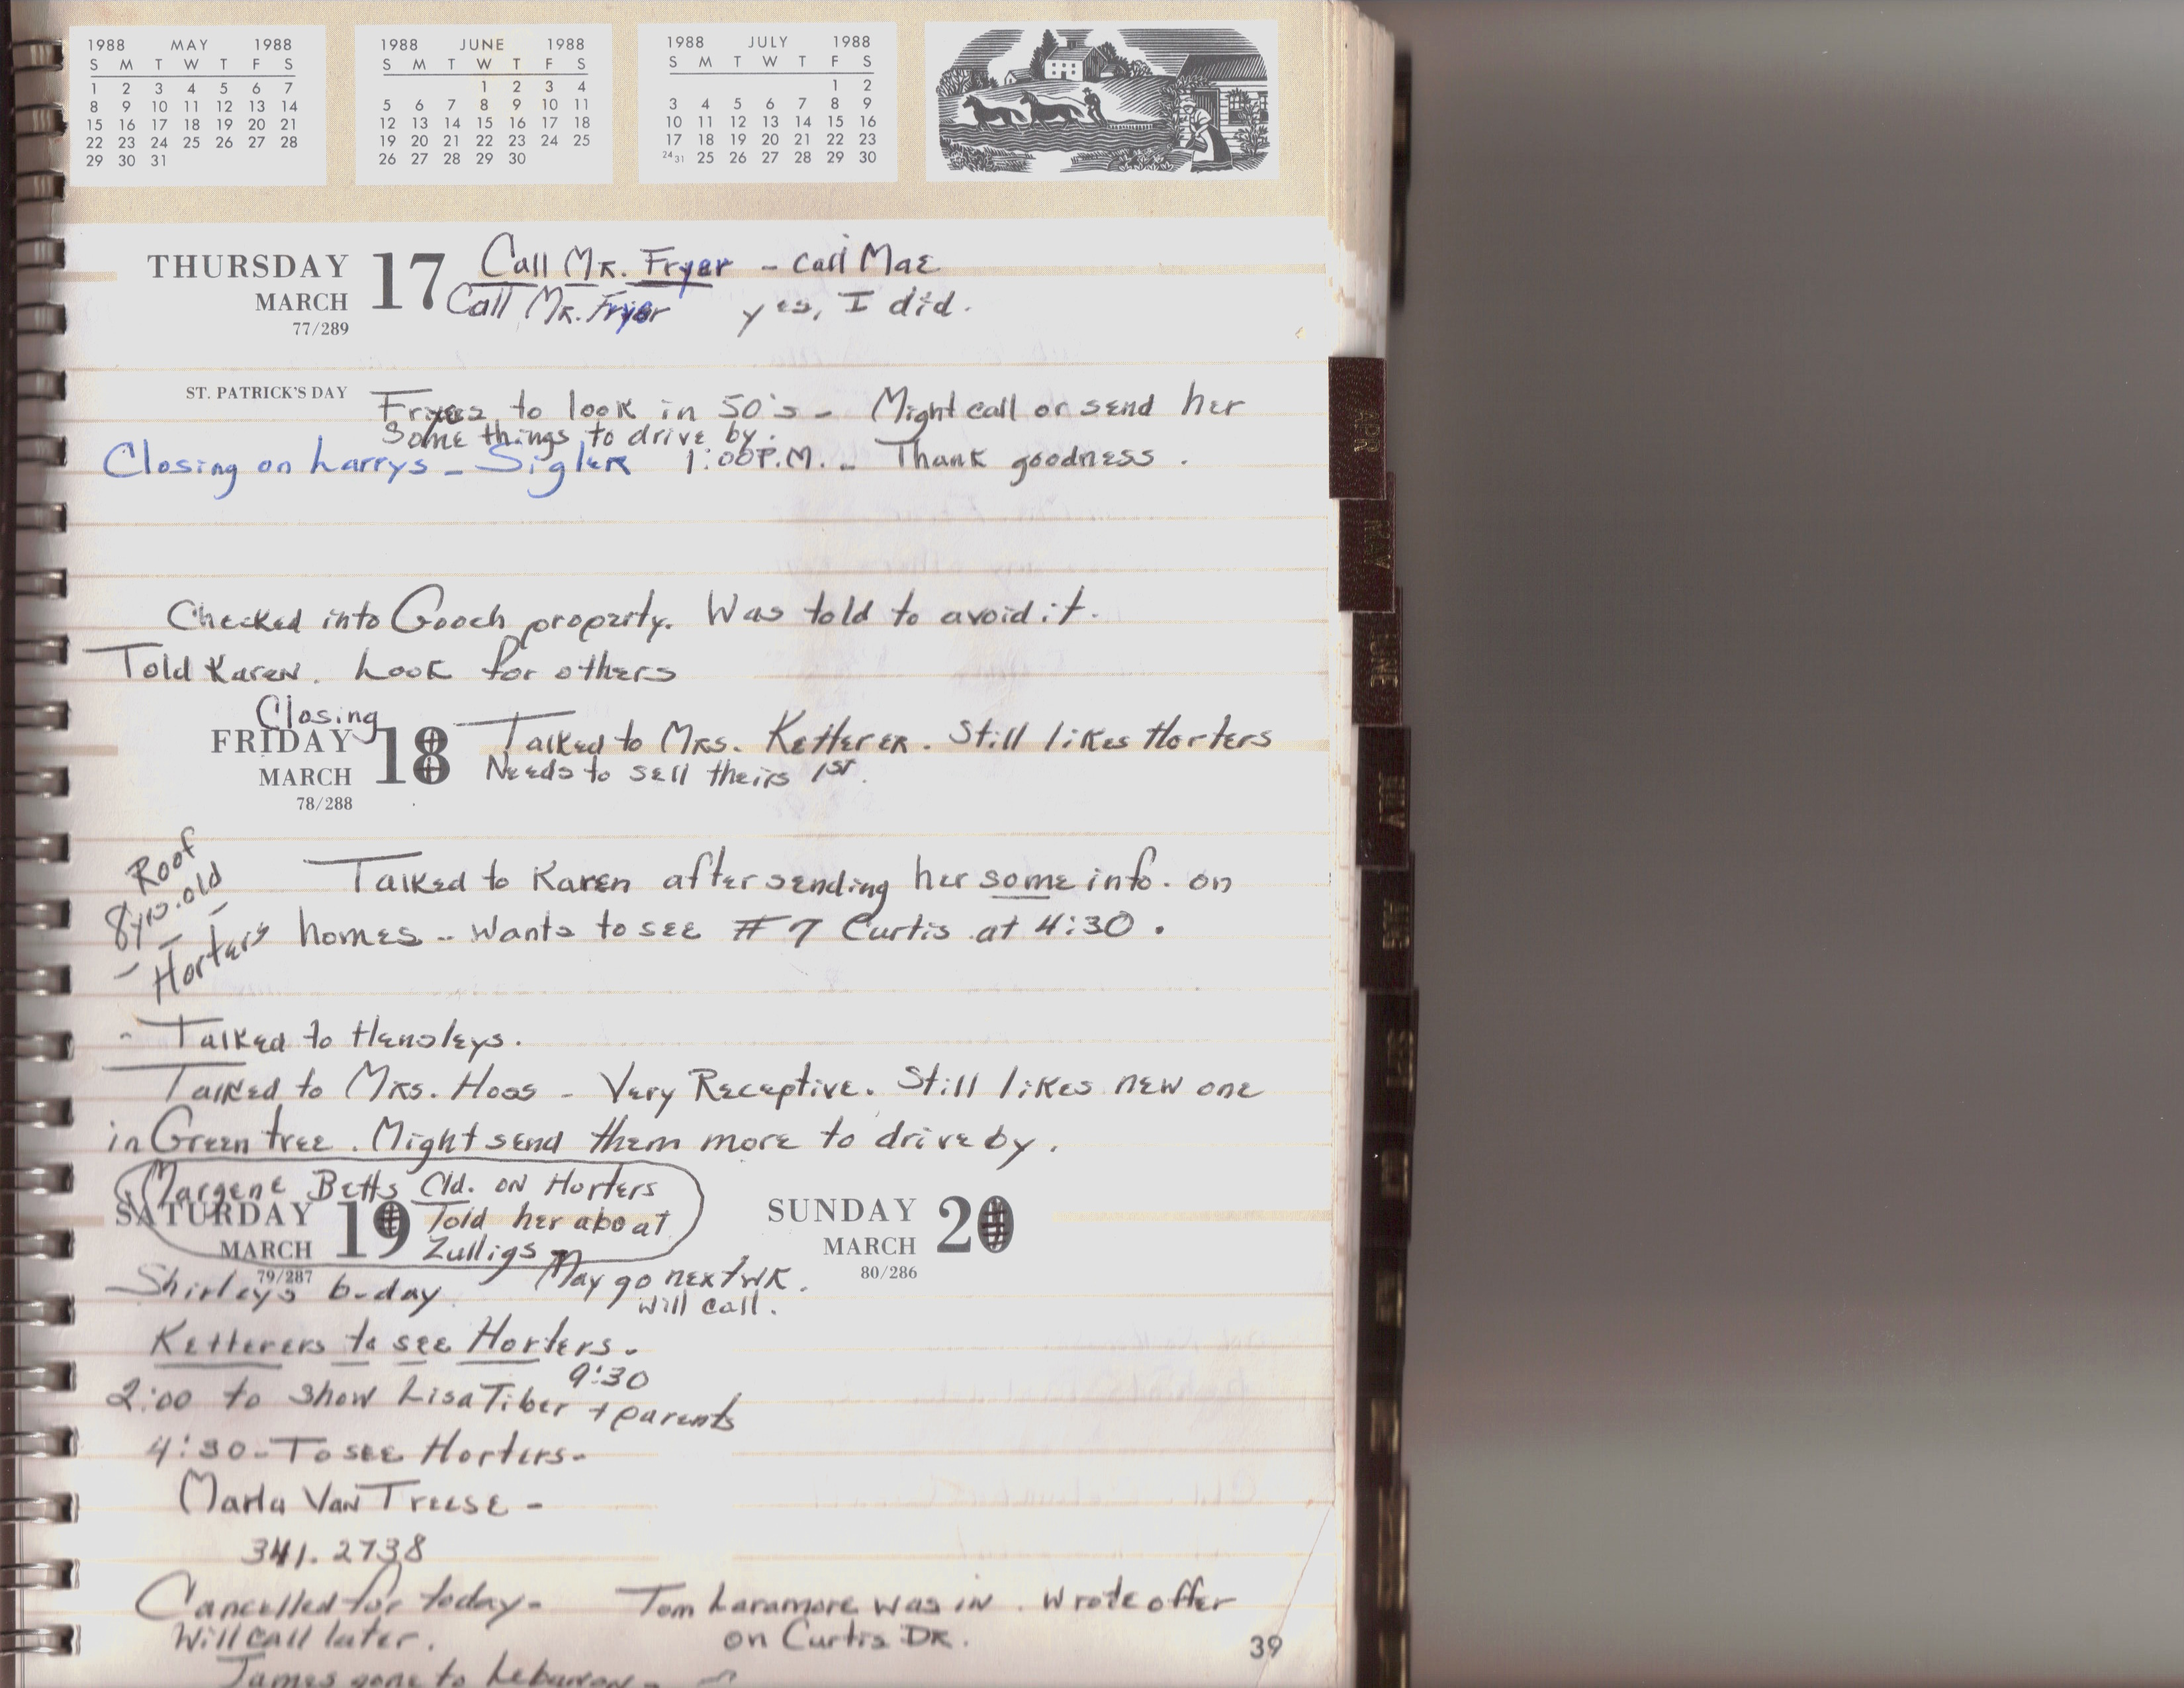 1988 MAY 1988
S M T W T F S
1 2 3 4 5 6 7
8 9 10 11 12 13 14
15 16 17 18 19 20 21
22 23 24 25 26 27 28
29 30 31
1988 JUNE 1988
S M T W T F S
1 2 3 4
5 6 7 8 9 10 11
12 13 14 15 16 17 18
19 20 21 22 23 24 25
26 27 28 29 30
1988 JULY 1988
S M T W T F S
1 2
3 4 5 6 7 8 9
10 11 12 13 14 15 16
17 18 19 20 21 22 23
24 31 25 26 27 28 29 30
THURSDAY 17 Call Mr. Fryer - Call Mae
MARCH Call Mr. Fryer yes, I did.
77/289
ST. PATRICK'S DAY
Fryers to look in 50's - Might call or send her
Some things to drive by.
Closing on Larrys - Sigler 1:00 P.M. - Thank goodness.
Checked into Gooch property. Was told to avoid it.
Told Karen. Look for others
Closing
FRIDAY 18 Talked to Mrs. Ketterer. Still likes Horters
MARCH Needs to sell theirs 1st.
78/288
Roof
8 yrs. old
- Horters
Talked to Karen after sending her some info. on
homes - Wants to see # 7 Curtis at 4:30.
- Talked to Hensleys.
Talked to Mrs. Hoss - Very Receptive. Still likes new one
in Green tree. Might send them more to drive by.
Margene Betts Cld. on Horters
SATURDAY 19 Told her about
MARCH Zulligs -
79/287
May go next wk.
will call.
SUNDAY 20
MARCH
80/286
Shirleys b-day.
Ketterers to see Horters -
9:30
2:00 to show Lisa Tiber + parents
4:30 - To see Horters -
Marla Van Treese -
341.2738
Cancelled for today -
Will call later.
James gone to Lebanon -
Tom Laramore was in. Wrote offer
on Curtis Dr.
39
APR
MAY
JUNE
JULY
AUG
SEPT